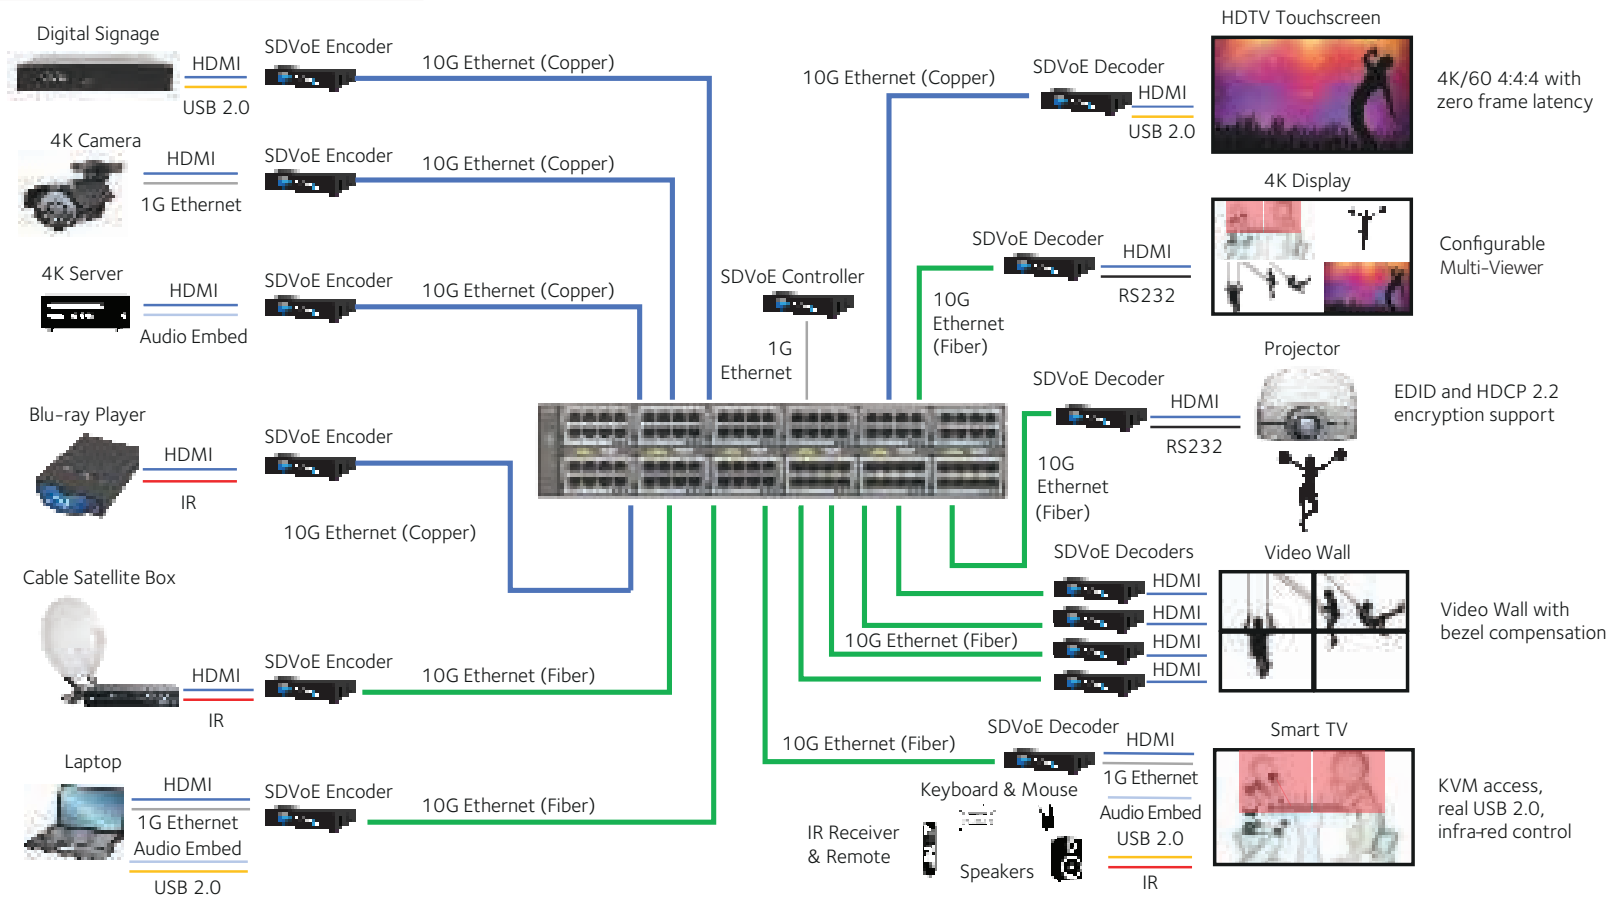 Digital Signage
HDMI
USB 2.0
SDVoE Encoder
10G Ethernet (Copper)
4K Camera
HDMI
1G Ethernet
SDVoE Encoder
10G Ethernet (Copper)
4K Server
HDMI
Audio Embed
SDVoE Encoder
10G Ethernet (Copper)
Blu-ray Player
HDMI
IR
SDVoE Encoder
10G Ethernet (Copper)
Cable Satellite Box
HDMI
IR
SDVoE Encoder
10G Ethernet (Fiber)
Laptop
HDMI
1G Ethernet
Audio Embed
USB 2.0
SDVoE Encoder
10G Ethernet (Fiber)
SDVoE Controller
1G
Ethernet
10G Ethernet (Copper)
SDVoE Decoder
HDMI
USB 2.0
HDTV Touchscreen
4K/60 4:4:4 with
zero frame latency
10G
Ethernet
(Fiber)
SDVoE Decoder
HDMI
RS232
4K Display
Configurable
Multi-Viewer
10G
Ethernet
(Fiber)
SDVoE Decoder
HDMI
RS232
Projector
EDID and HDCP 2.2
encryption support
10G Ethernet (Fiber)
SDVoE Decoders
HDMI
HDMI
HDMI
HDMI
Video Wall
Video Wall with
bezel compensation
10G Ethernet (Fiber)
SDVoE Decoder
HDMI
1G Ethernet
Audio Embed
USB 2.0
IR
Keyboard & Mouse
IR Receiver
& Remote
Speakers
Smart TV
KVM access,
real USB 2.0,
infra-red control